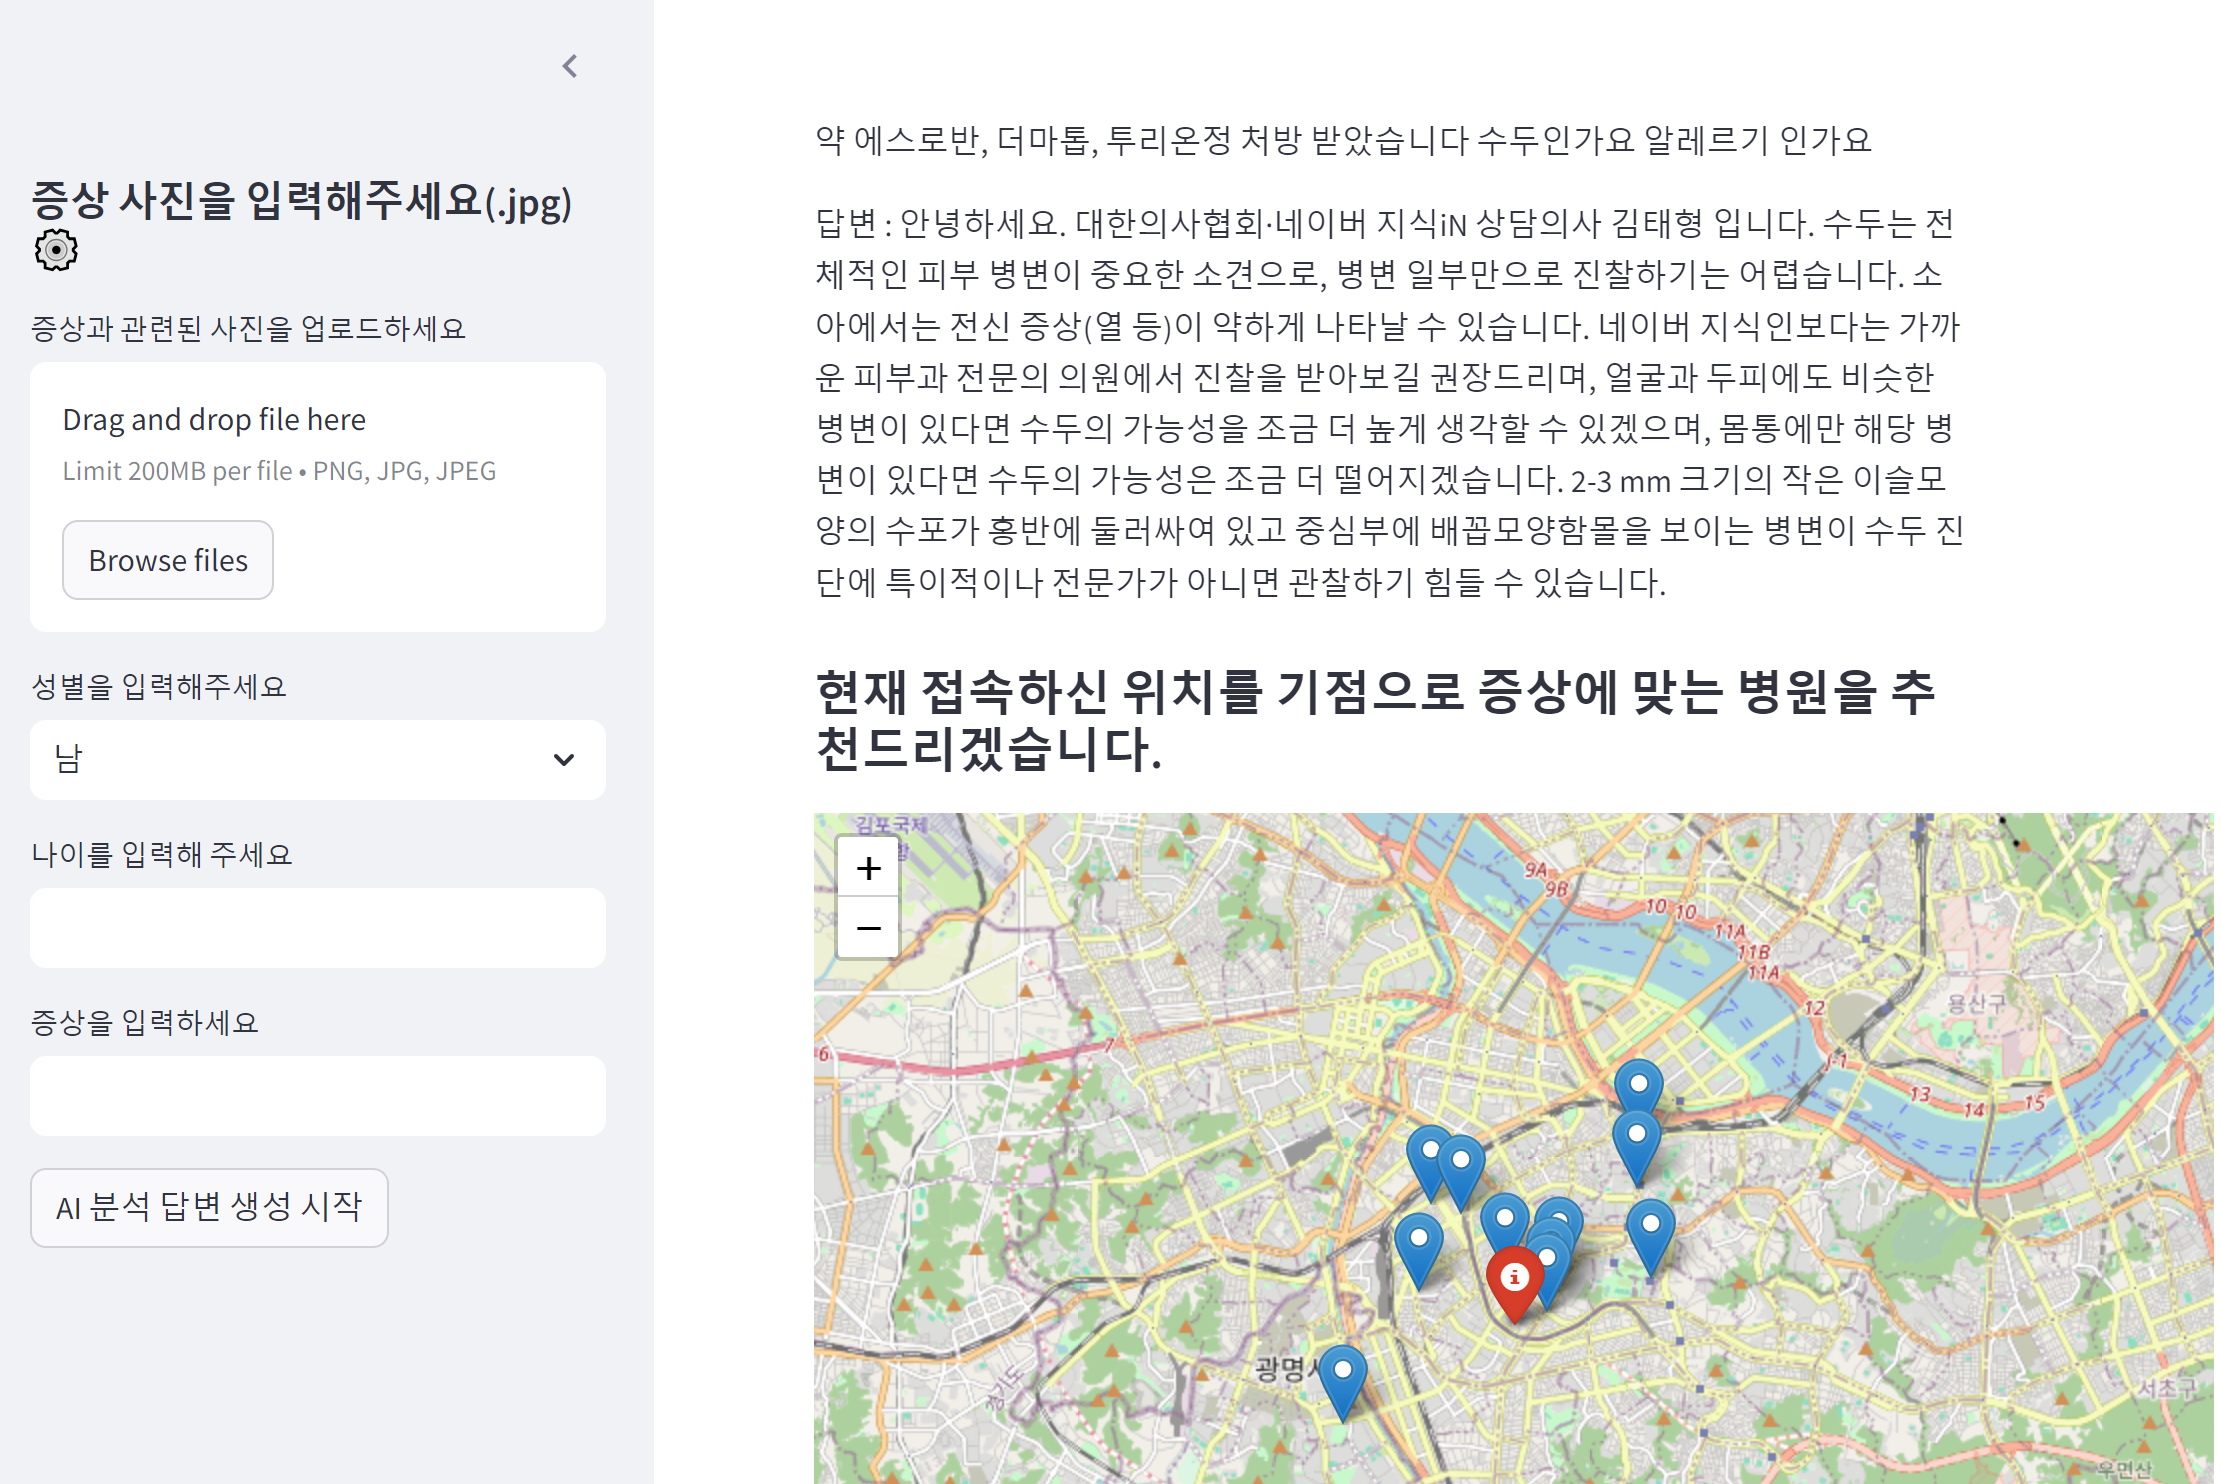 증상 사진을 입력해주세요(.jpg)
증상과 관련된 사진을 업로드하세요
Drag and drop file here
Limit 200MB per file • PNG, JPG, JPEG
Browse files
성별을 입력해주세요
남
나이를 입력해 주세요
증상을 입력하세요
AI 분석 답변 생성 시작
약 에스로반, 더마톱, 투리온정 처방 받았습니다 수두인가요 알레르기 인가요
답변 : 안녕하세요. 대한의사협회·네이버 지식iN 상담의사 김태형 입니다. 수두는 전
체적인 피부 병변이 중요한 소견으로, 병변 일부만으로 진찰하기는 어렵습니다. 소
아에서는 전신 증상(열 등)이 약하게 나타날 수 있습니다. 네이버 지식인보다는 가까
운 피부과 전문의 의원에서 진찰을 받아보길 권장드리며, 얼굴과 두피에도 비슷한
병변이 있다면 수두의 가능성을 조금 더 높게 생각할 수 있겠으며, 몸통에만 해당 병
변이 있다면 수두의 가능성은 조금 더 떨어지겠습니다. 2-3 mm 크기의 작은 이슬모
양의 수포가 홍반에 둘러싸여 있고 중심부에 배꼽모양함몰을 보이는 병변이 수두 진
단에 특이적이나 전문가가 아니면 관찰하기 힘들 수 있습니다.
현재 접속하신 위치를 기점으로 증상에 맞는 병원을 추
천드리겠습니다.
김포국제
+
−
9A
9B
10 10
11A
11B
11A
12
용산구
6
7
J-1
13
14
15
광명시
경기도
서초구
우면산